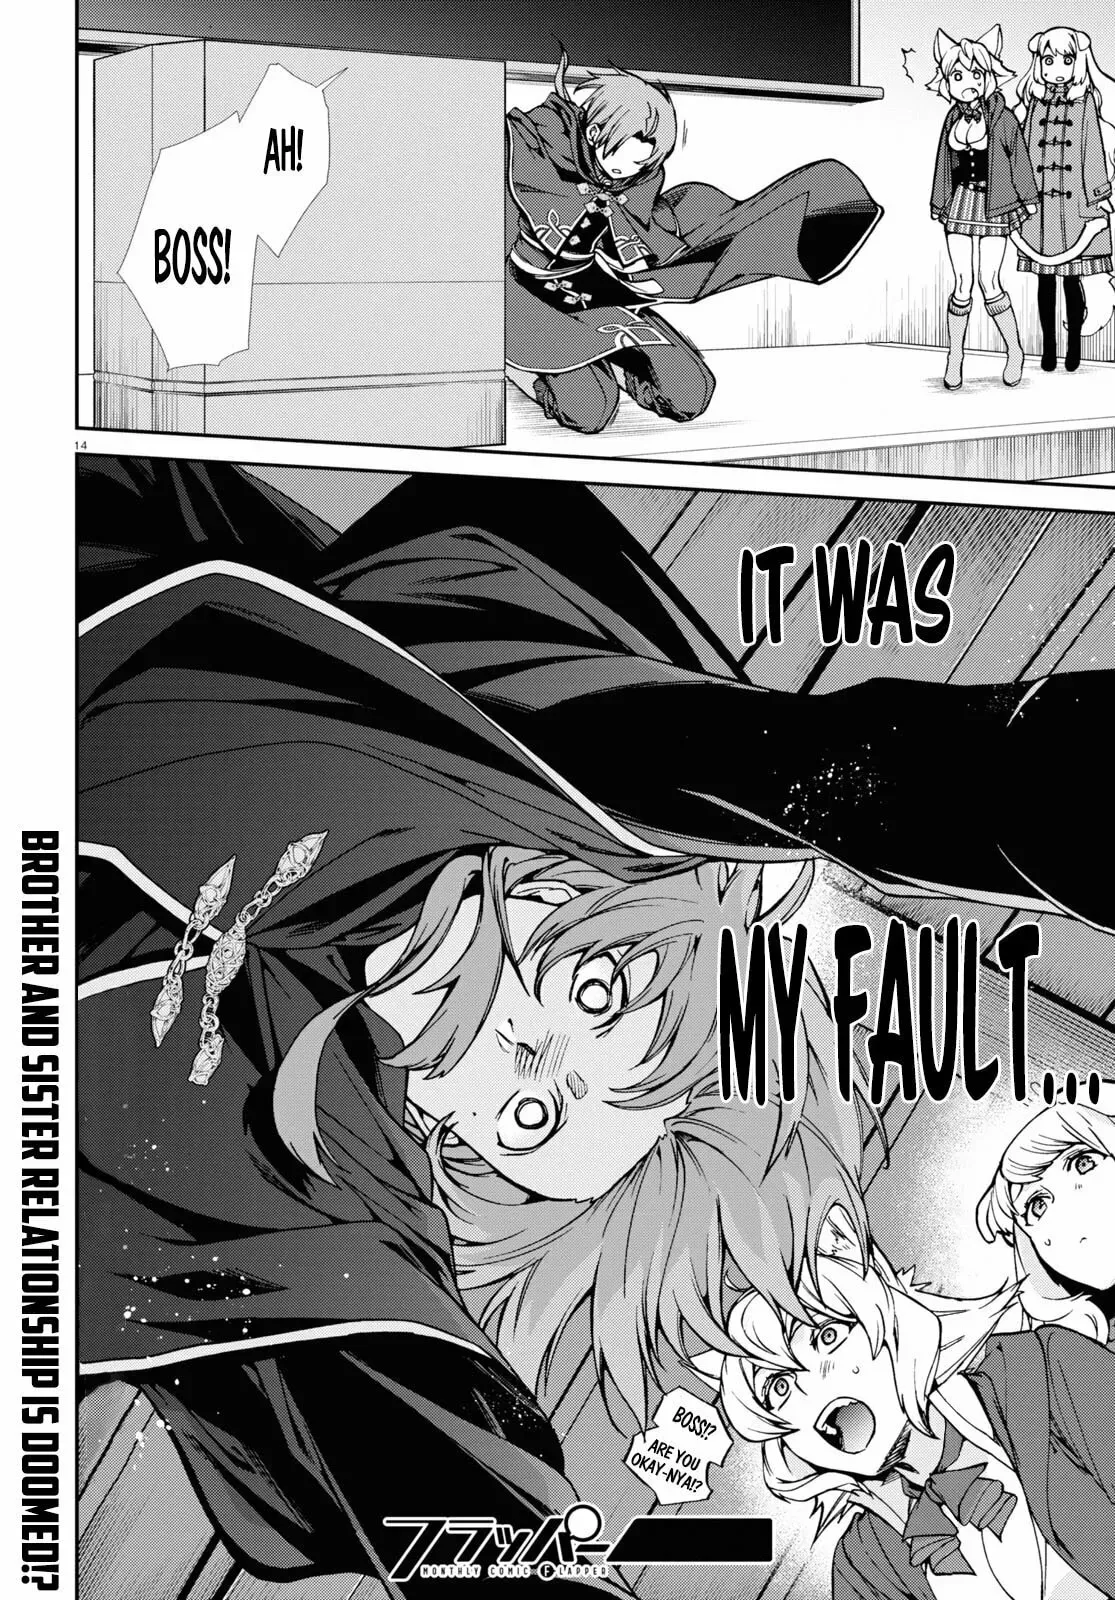 AH!
BOSS!
14
IT WAS
MY FAULT...
BOSS!?
ARE YOU
OKAY-NYA!?
BROTHER AND SISTER RELATIONSHIP IS DOOMED!?
フラッパー
MONTHLY COMIC FLAPPER